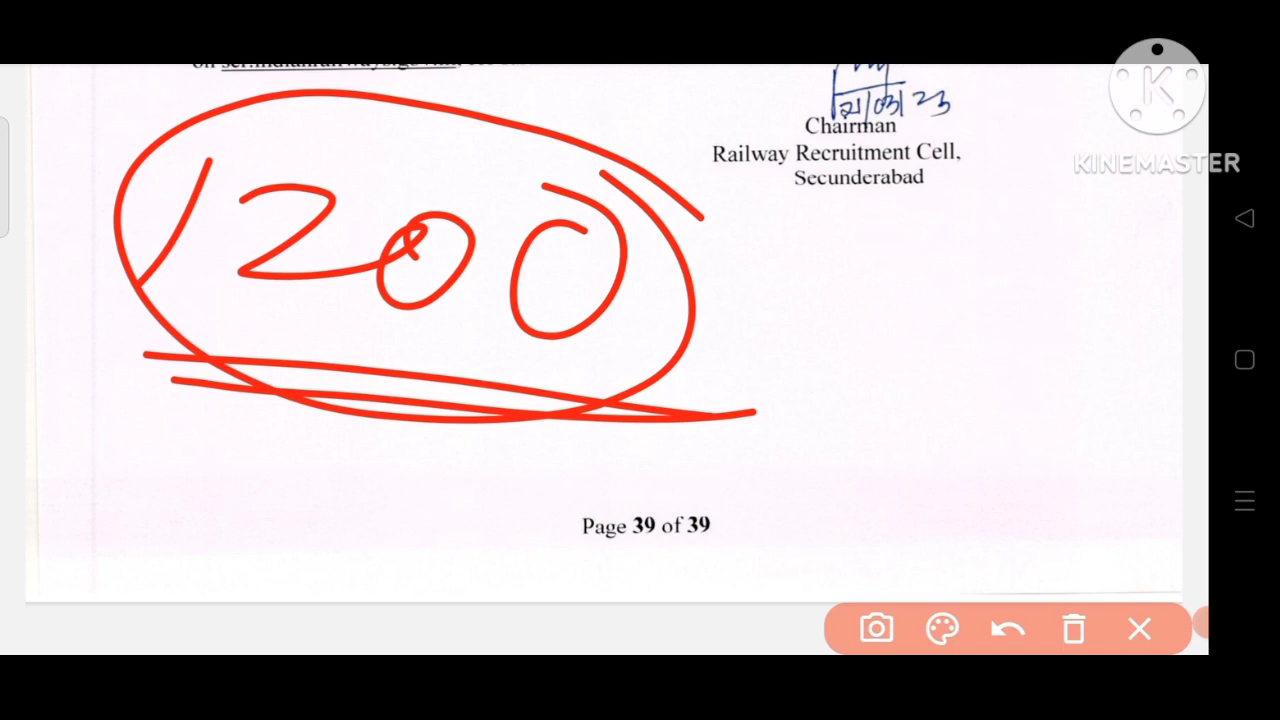 21/03/23
Chairman
Railway Recruitment Cell,
Secunderabad
K
KINEMASTER
1200
Page 39 of 39